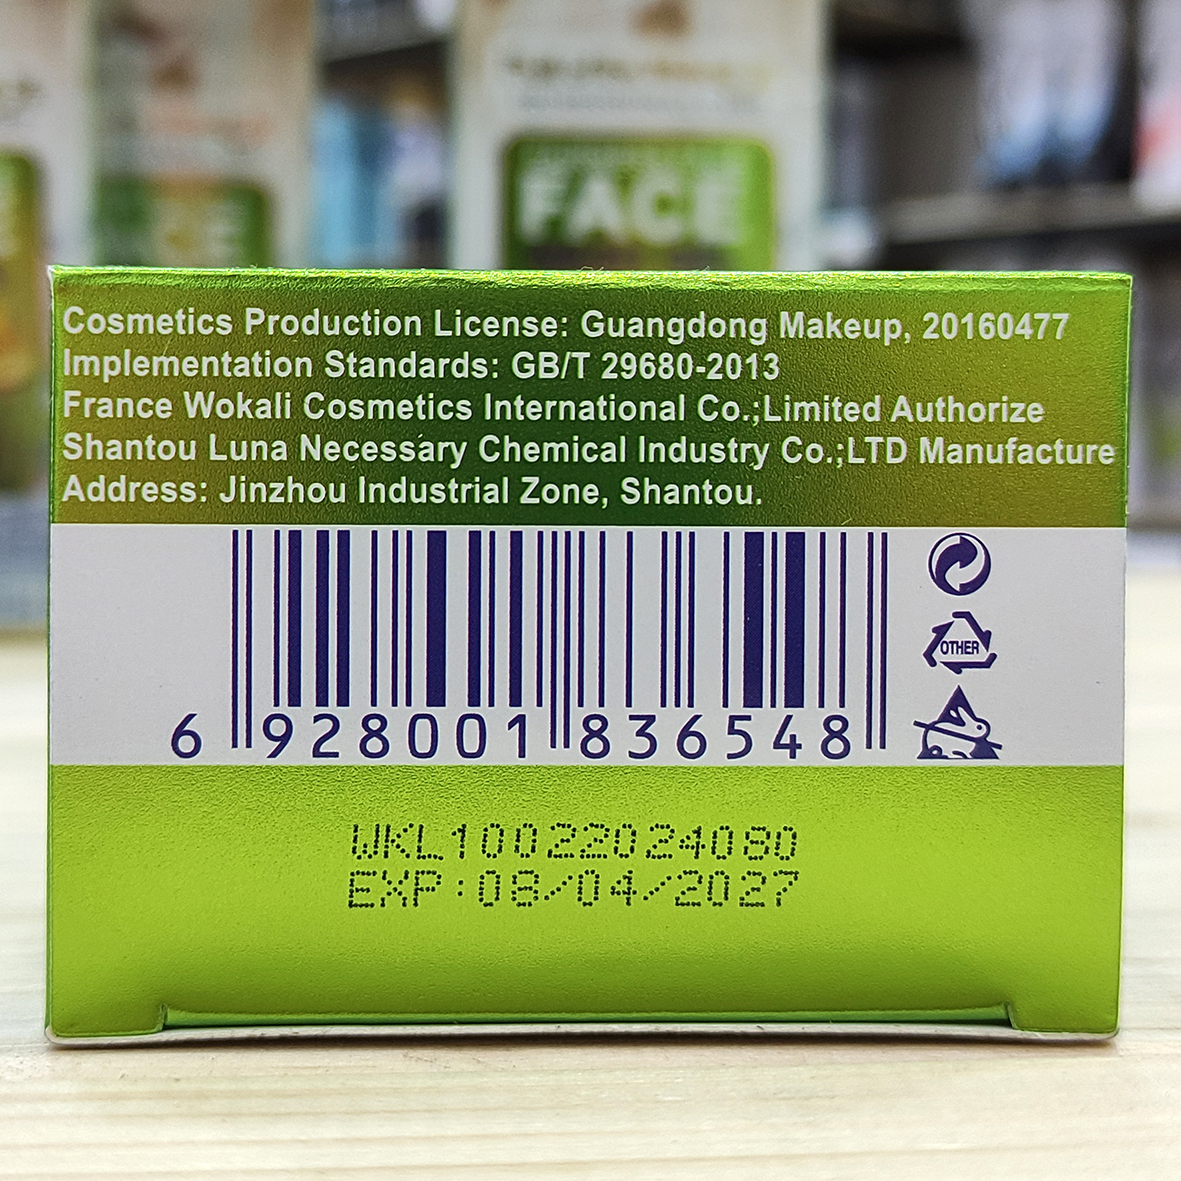 FACE
Cosmetics Production License: Guangdong Makeup, 20160477
Implementation Standards: GB/T 29680-2013
France Wokali Cosmetics International Co.;Limited Authorize
Shantou Luna Necessary Chemical Industry Co.;LTD Manufacture
Address: Jinzhou Industrial Zone, Shantou.
OTHER
6 928001 836548
WKL10022024080
EXP:08/04/2027